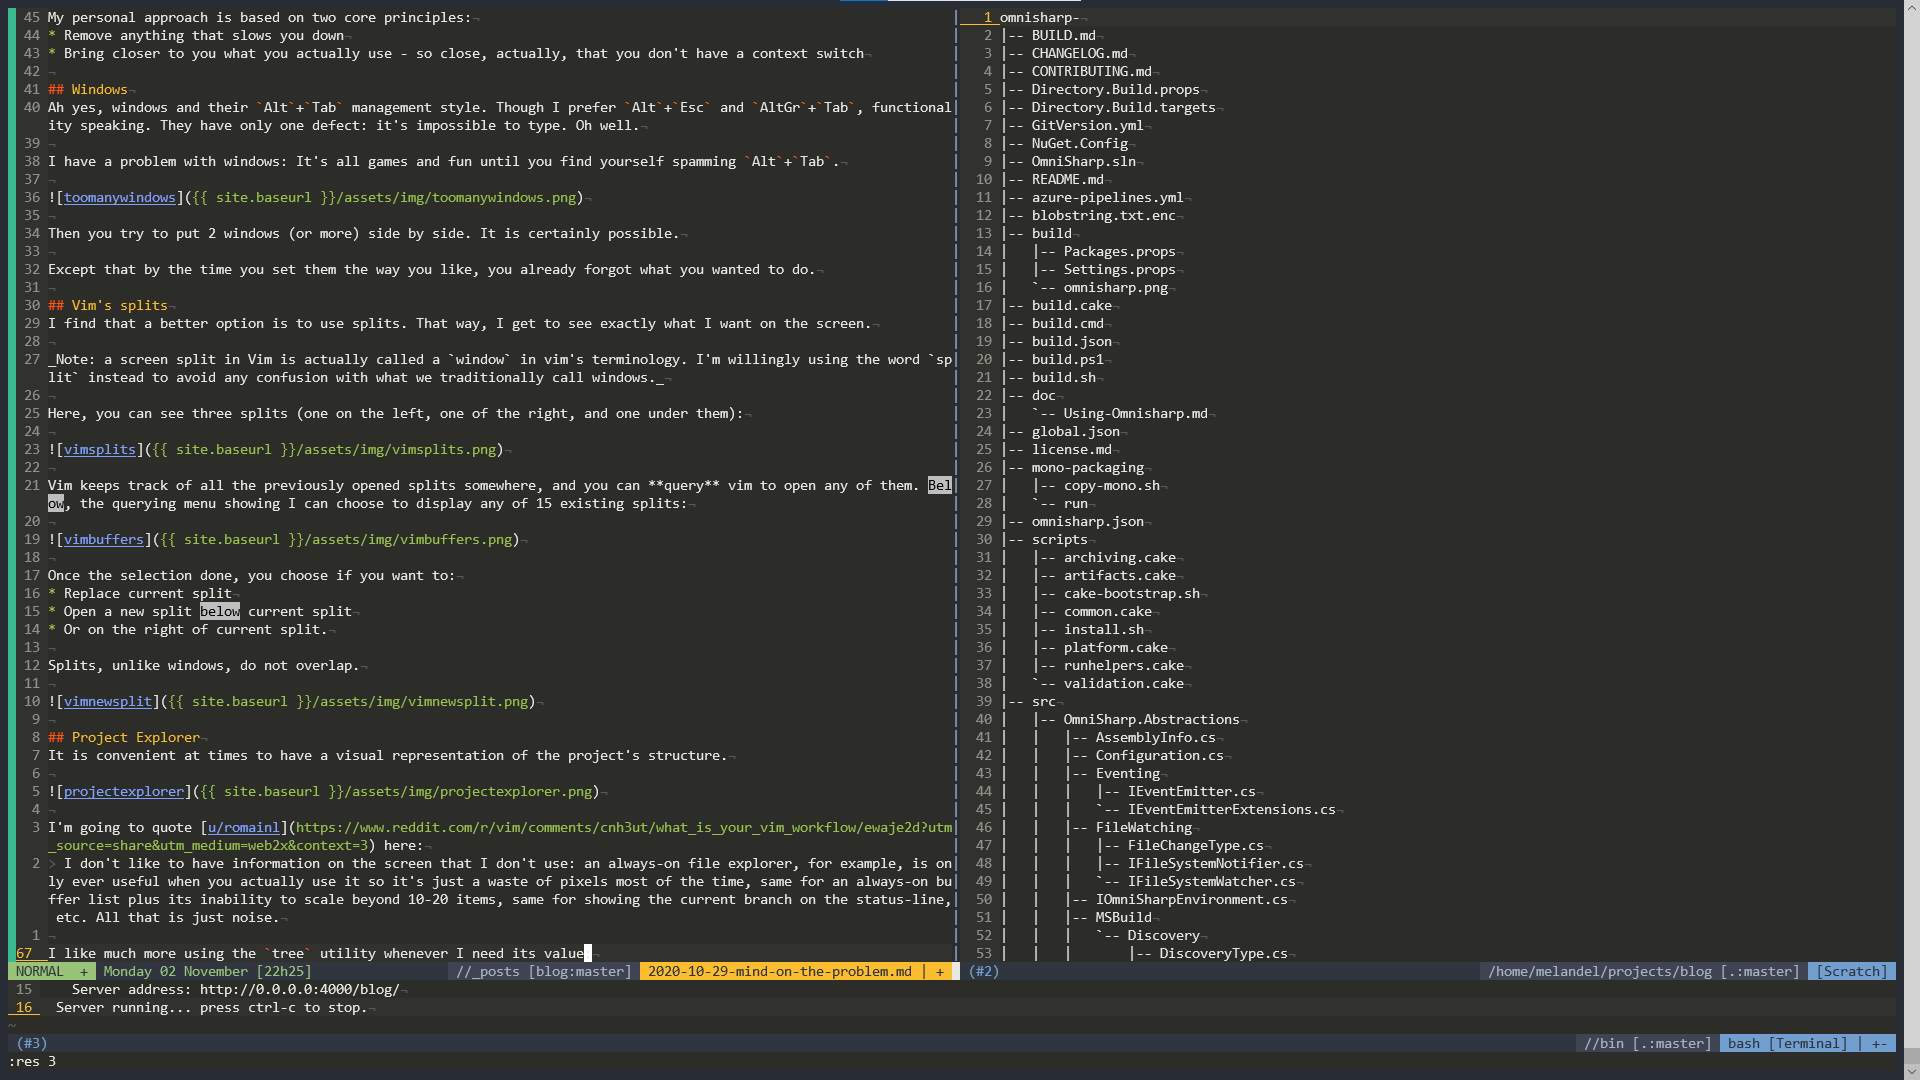 45 My personal approach is based on two core principles:¬
44 * Remove anything that slows you down¬
43 * Bring closer to you what you actually use - so close, actually, that you don't have a context switch¬
42 ¬
41 ## Windows¬
40 Ah yes, windows and their `Alt`+`Tab` management style. Though I prefer `Alt`+`Esc` and `AltGr`+`Tab`, functional
ity speaking. They have only one defect: it's impossible to type. Oh well.¬
39 ¬
38 I have a problem with windows: It's all games and fun until you find yourself spamming `Alt`+`Tab`.¬
37 ¬
36 ![toomanywindows]({{ site.baseurl }}/assets/img/toomanywindows.png)¬
35 ¬
34 Then you try to put 2 windows (or more) side by side. It is certainly possible.¬
33 ¬
32 Except that by the time you set them the way you like, you already forgot what you wanted to do.¬
31 ¬
30 ## Vim's splits¬
29 I find that a better option is to use splits. That way, I get to see exactly what I want on the screen.¬
28 ¬
27 _Note: a screen split in Vim is actually called a `window` in vim's terminology. I'm willingly using the word `sp
lit` instead to avoid any confusion with what we traditionally call windows._¬
26 ¬
25 Here, you can see three splits (one on the left, one of the right, and one under them):¬
24 ¬
23 ![vimsplits]({{ site.baseurl }}/assets/img/vimsplits.png)¬
22 ¬
21 Vim keeps track of all the previously opened splits somewhere, and you can **query** vim to open any of them. Bel
ow, the querying menu showing I can choose to display any of 15 existing splits:¬
20 ¬
19 ![vimbuffers]({{ site.baseurl }}/assets/img/vimbuffers.png)¬
18 ¬
17 Once the selection done, you choose if you want to:¬
16 * Replace current split¬
15 * Open a new split below current split¬
14 * Or on the right of current split.¬
13 ¬
12 Splits, unlike windows, do not overlap.¬
11 ¬
10 ![vimnewsplit]({{ site.baseurl }}/assets/img/vimnewsplit.png)¬
9 ¬
8 ## Project Explorer¬
7 It is convenient at times to have a visual representation of the project's structure.¬
6 ¬
5 ![projectexplorer]({{ site.baseurl }}/assets/img/projectexplorer.png)¬
4 ¬
3 I'm going to quote [u/romainl](https://www.reddit.com/r/vim/comments/cnh3ut/what_is_your_vim_workflow/ewaje2d?utm
_source=share&utm_medium=web2x&context=3) here:¬
2 > I don't like to have information on the screen that I don't use: an always-on file explorer, for example, is on
ly ever useful when you actually use it so it's just a waste of pixels most of the time, same for an always-on bu
ffer list plus its inability to scale beyond 10-20 items, same for showing the current branch on the status-line,
etc. All that is just noise.¬
1 ¬
67 I like much more using the `tree` utility whenever I need its value¬
NORMAL + Monday 02 November [22h25] //_posts [blog:master] 2020-10-29-mind-on-the-problem.md | +
1 omnisharp-¬
2 |-- BUILD.md¬
3 |-- CHANGELOG.md¬
4 |-- CONTRIBUTING.md¬
5 |-- Directory.Build.props¬
6 |-- Directory.Build.targets¬
7 |-- GitVersion.yml¬
8 |-- NuGet.Config¬
9 |-- OmniSharp.sln¬
10 |-- README.md¬
11 |-- azure-pipelines.yml¬
12 |-- blobstring.txt.enc¬
13 |-- build¬
14 |   |-- Packages.props¬
15 |   |-- Settings.props¬
16 |   `-- omnisharp.png¬
17 |-- build.cake¬
18 |-- build.cmd¬
19 |-- build.json¬
20 |-- build.ps1¬
21 |-- build.sh¬
22 |-- doc¬
23 |   `-- Using-Omnisharp.md¬
24 |-- global.json¬
25 |-- license.md¬
26 |-- mono-packaging¬
27 |   |-- copy-mono.sh¬
28 |   `-- run¬
29 |-- omnisharp.json¬
30 |-- scripts¬
31 |   |-- archiving.cake¬
32 |   |-- artifacts.cake¬
33 |   |-- cake-bootstrap.sh¬
34 |   |-- common.cake¬
35 |   |-- install.sh¬
36 |   |-- platform.cake¬
37 |   |-- runhelpers.cake¬
38 |   `-- validation.cake¬
39 |-- src¬
40 |   |-- OmniSharp.Abstractions¬
41 |   |   |-- AssemblyInfo.cs¬
42 |   |   |-- Configuration.cs¬
43 |   |   |-- Eventing¬
44 |   |   |   |-- IEventEmitter.cs¬
45 |   |   |   `-- IEventEmitterExtensions.cs¬
46 |   |   |-- FileWatching¬
47 |   |   |   |-- FileChangeType.cs¬
48 |   |   |   |-- IFileSystemNotifier.cs¬
49 |   |   |   `-- IFileSystemWatcher.cs¬
50 |   |   |-- IOmniSharpEnvironment.cs¬
51 |   |   |-- MSBuild¬
52 |   |   |   `-- Discovery¬
53 |   |   |       |-- DiscoveryType.cs¬
(#2) /home/melandel/projects/blog [.:master] [Scratch]
15 Server address: http://0.0.0.0:4000/blog/¬
16 Server running... press ctrl-c to stop.¬
~
(#3) //bin [.:master] bash [Terminal] | +-
:res 3